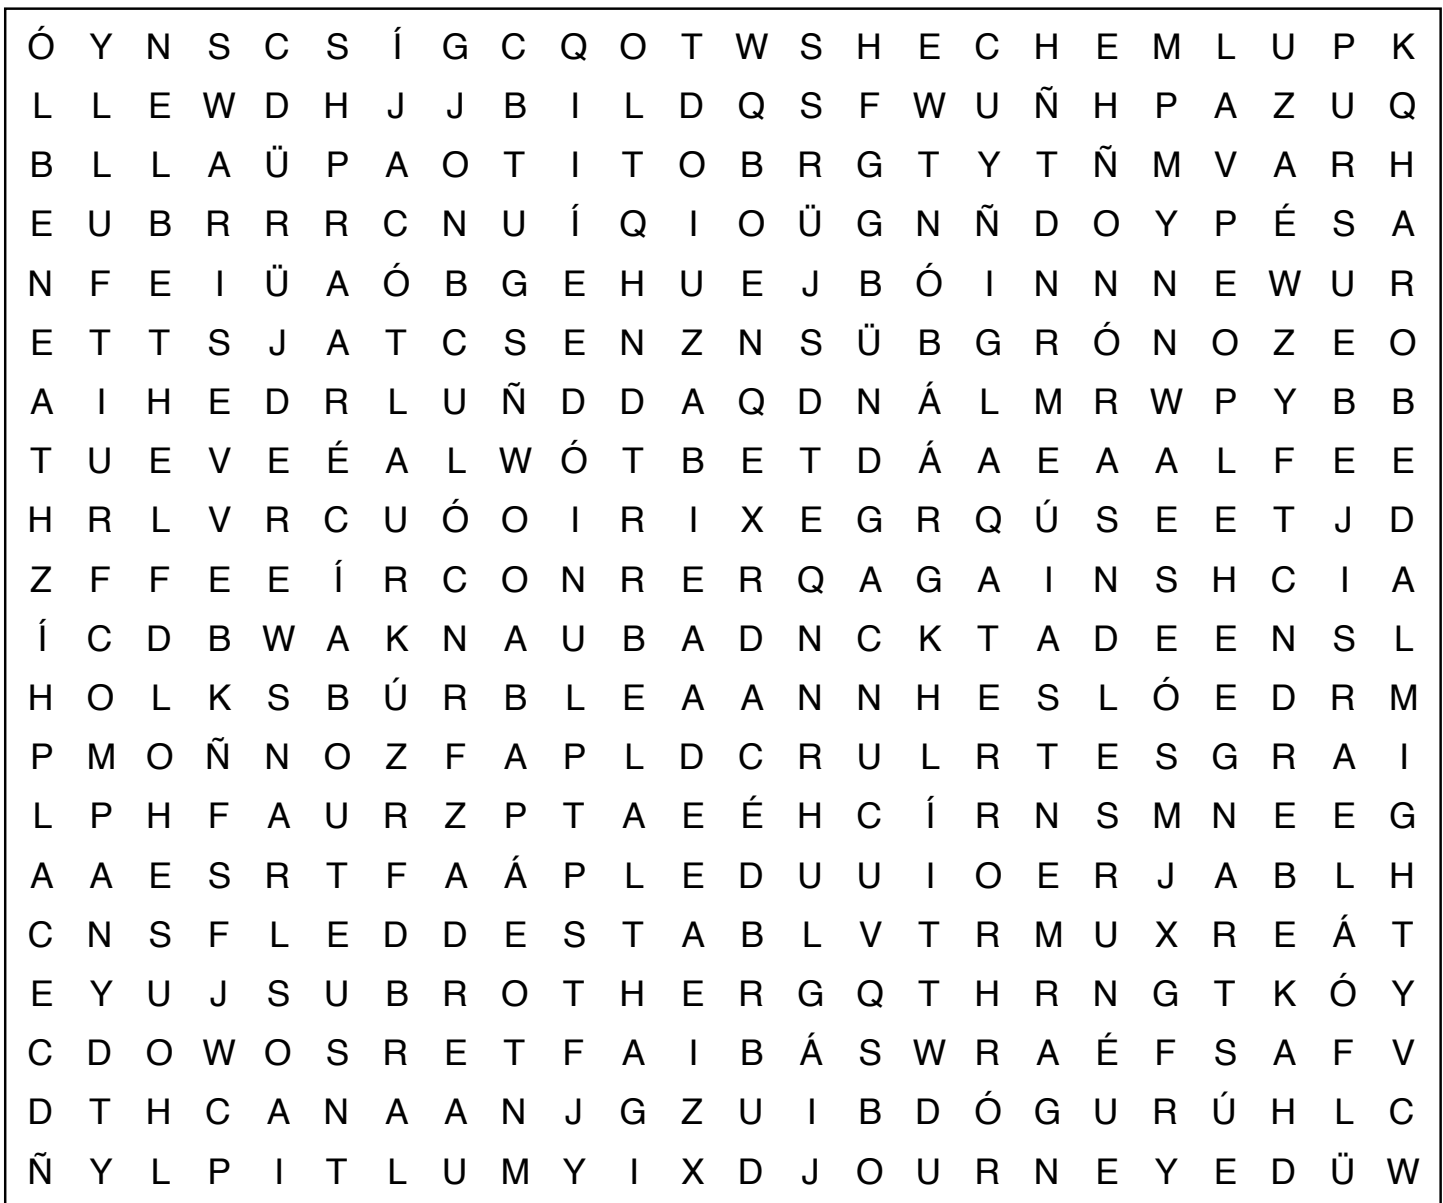 Ó Y N S C S Í G C Q O T W S H E C H E M L U P K
L L E W D H J J B I L D Q S F W U Ñ H P A Z U Q
B L L A Ü P A O T I T O B R G T Y T Ñ M V A R H
E U B R R R C N U Í Q I O Ü G N Ñ D O Y P É S A
N F E I Ü A Ó B G E H U E J B Ó I N N N E W U R
E T T S J A T C S E N Z N S Ü B G R Ó N O Z E O
A I H E D R L U Ñ D D A Q D N Á L M R W P Y B B
T U E V E É A L W Ó T B E T D Á A E A A L F E E
H R L V R C U Ó O I R I X E G R Q Ú S E E T J D
Z F F E E Í R C O N R E R Q A G A I N S H C I A
Í C D B W A K N A U B A D N C K T A D E E N S L
H O L K S B Ú R B L E A A N N H E S L Ó E D R M
P M O Ñ N O Z F A P L D C R U L R T E S G R A I
L P H F A U R Z P T A E É H C Í R N S M N E E G
A A E S R T F A Á P L E D U U I O E R J A B L H
C N S F L E D D E S T A B L V T R M U X R E Á T
E Y U J S U B R O T H E R G Q T H R N G T K Ó Y
C D O W O S R E T F A I B Á S W R A É F S A F V
D T H C A N A A N J G Z U I B D Ó G U R Ú H L C
Ñ Y L P I T L U M Y I X D J O U R N E Y E D Ü W